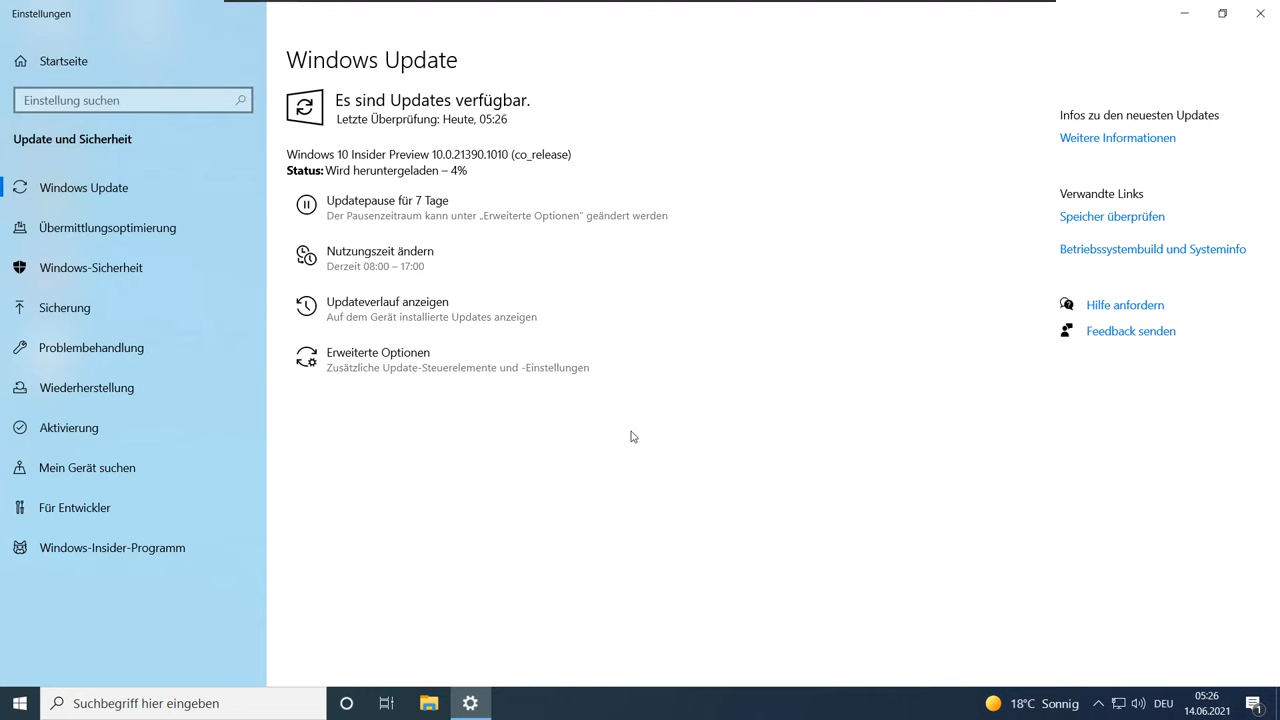 Einstellungen
Startseite
Einstellung suchen
Update und Sicherheit
Windows Update
Übermittlungsoptimierung
Windows-Sicherheit
Sicherung
Problembehandlung
Wiederherstellung
Aktivierung
Mein Gerät suchen
Für Entwickler
Windows-Insider-Programm
Windows Update
Es sind Updates verfügbar.
Letzte Überprüfung: Heute, 05:26
Windows 10 Insider Preview 10.0.21390.1010 (co_release)
Status: Wird heruntergeladen – 4%
Updatepause für 7 Tage
Der Pausenzeitraum kann unter „Erweiterte Optionen“ geändert werden
Nutzungszeit ändern
Derzeit 08:00 – 17:00
Updateverlauf anzeigen
Auf dem Gerät installierte Updates anzeigen
Erweiterte Optionen
Zusätzliche Update-Steuerelemente und -Einstellungen
Infos zu den neuesten Updates
Weitere Informationen
Verwandte Links
Speicher überprüfen
Betriebssystembuild und Systeminfo
Hilfe anfordern
Feedback senden
Suchbegriff hier eingeben
18°C Sonnig
DEU
05:26
14.06.2021
1